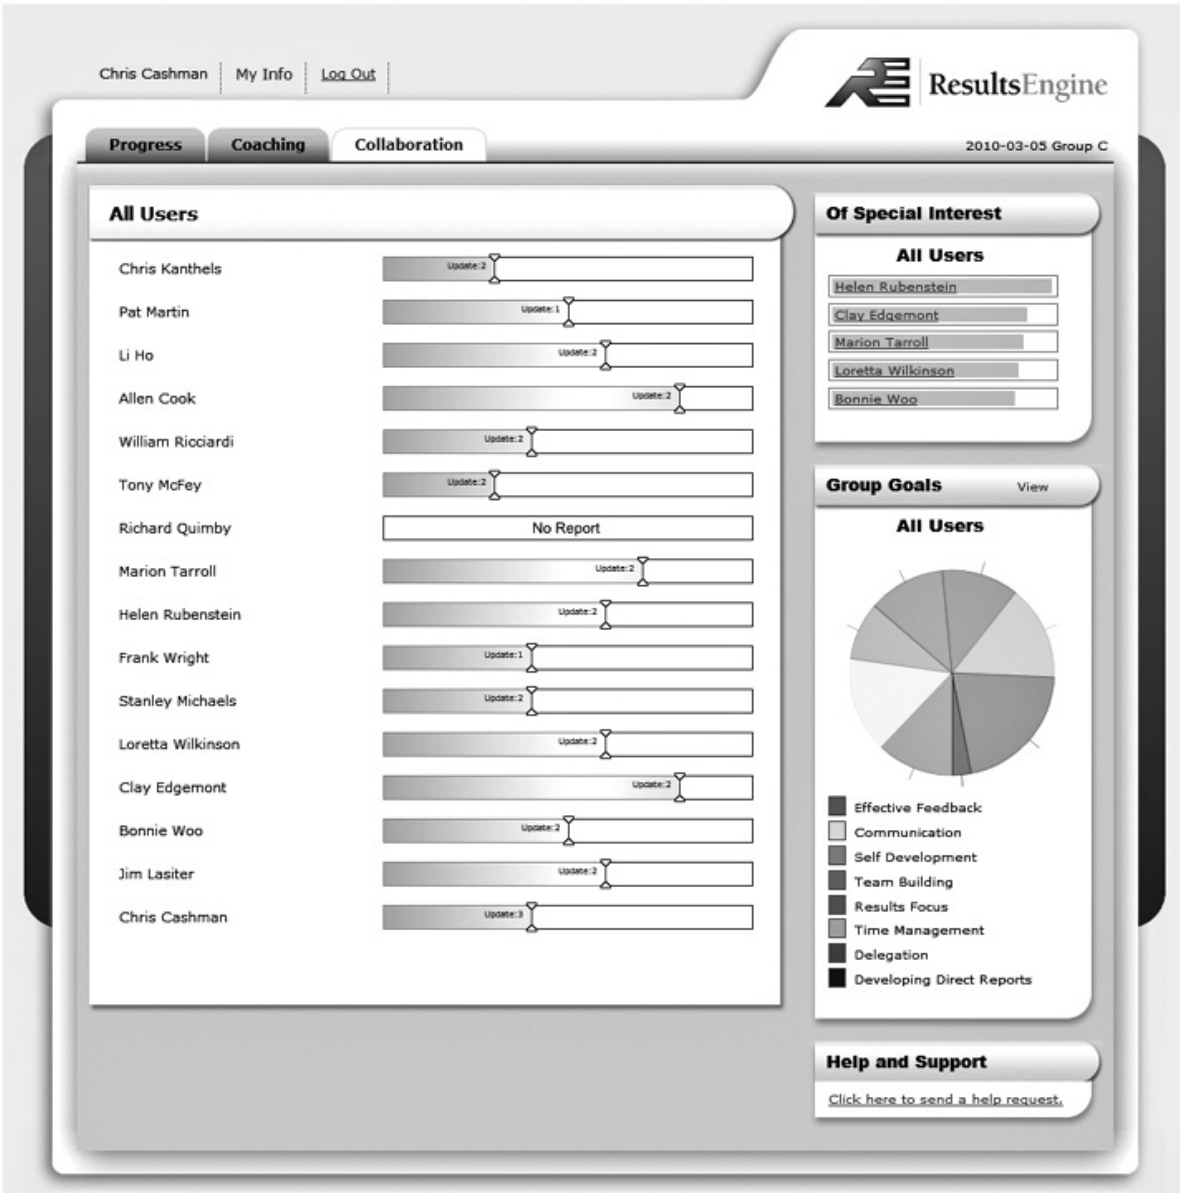 Chris Cashman My Info Log Out
ResultsEngine
Progress Coaching Collaboration
2010-03-05 Group C
All Users
Chris Kanthels Update:2
Pat Martin Update:1
Li Ho Update:2
Allen Cook Update:2
William Ricciardi Update:2
Tony McFey Update:2
Richard Quimby No Report
Marion Tarroll Update:2
Helen Rubenstein Update:2
Frank Wright Update:1
Stanley Michaels Update:2
Loretta Wilkinson Update:2
Clay Edgemont Update:2
Bonnie Woo Update:2
Jim Lasiter Update:2
Chris Cashman Update:3
Of Special Interest
All Users
Helen Rubenstein
Clay Edgemont
Marion Tarroll
Loretta Wilkinson
Bonnie Woo
Group Goals View
All Users
Effective Feedback
Communication
Self Development
Team Building
Results Focus
Time Management
Delegation
Developing Direct Reports
Help and Support
Click here to send a help request.